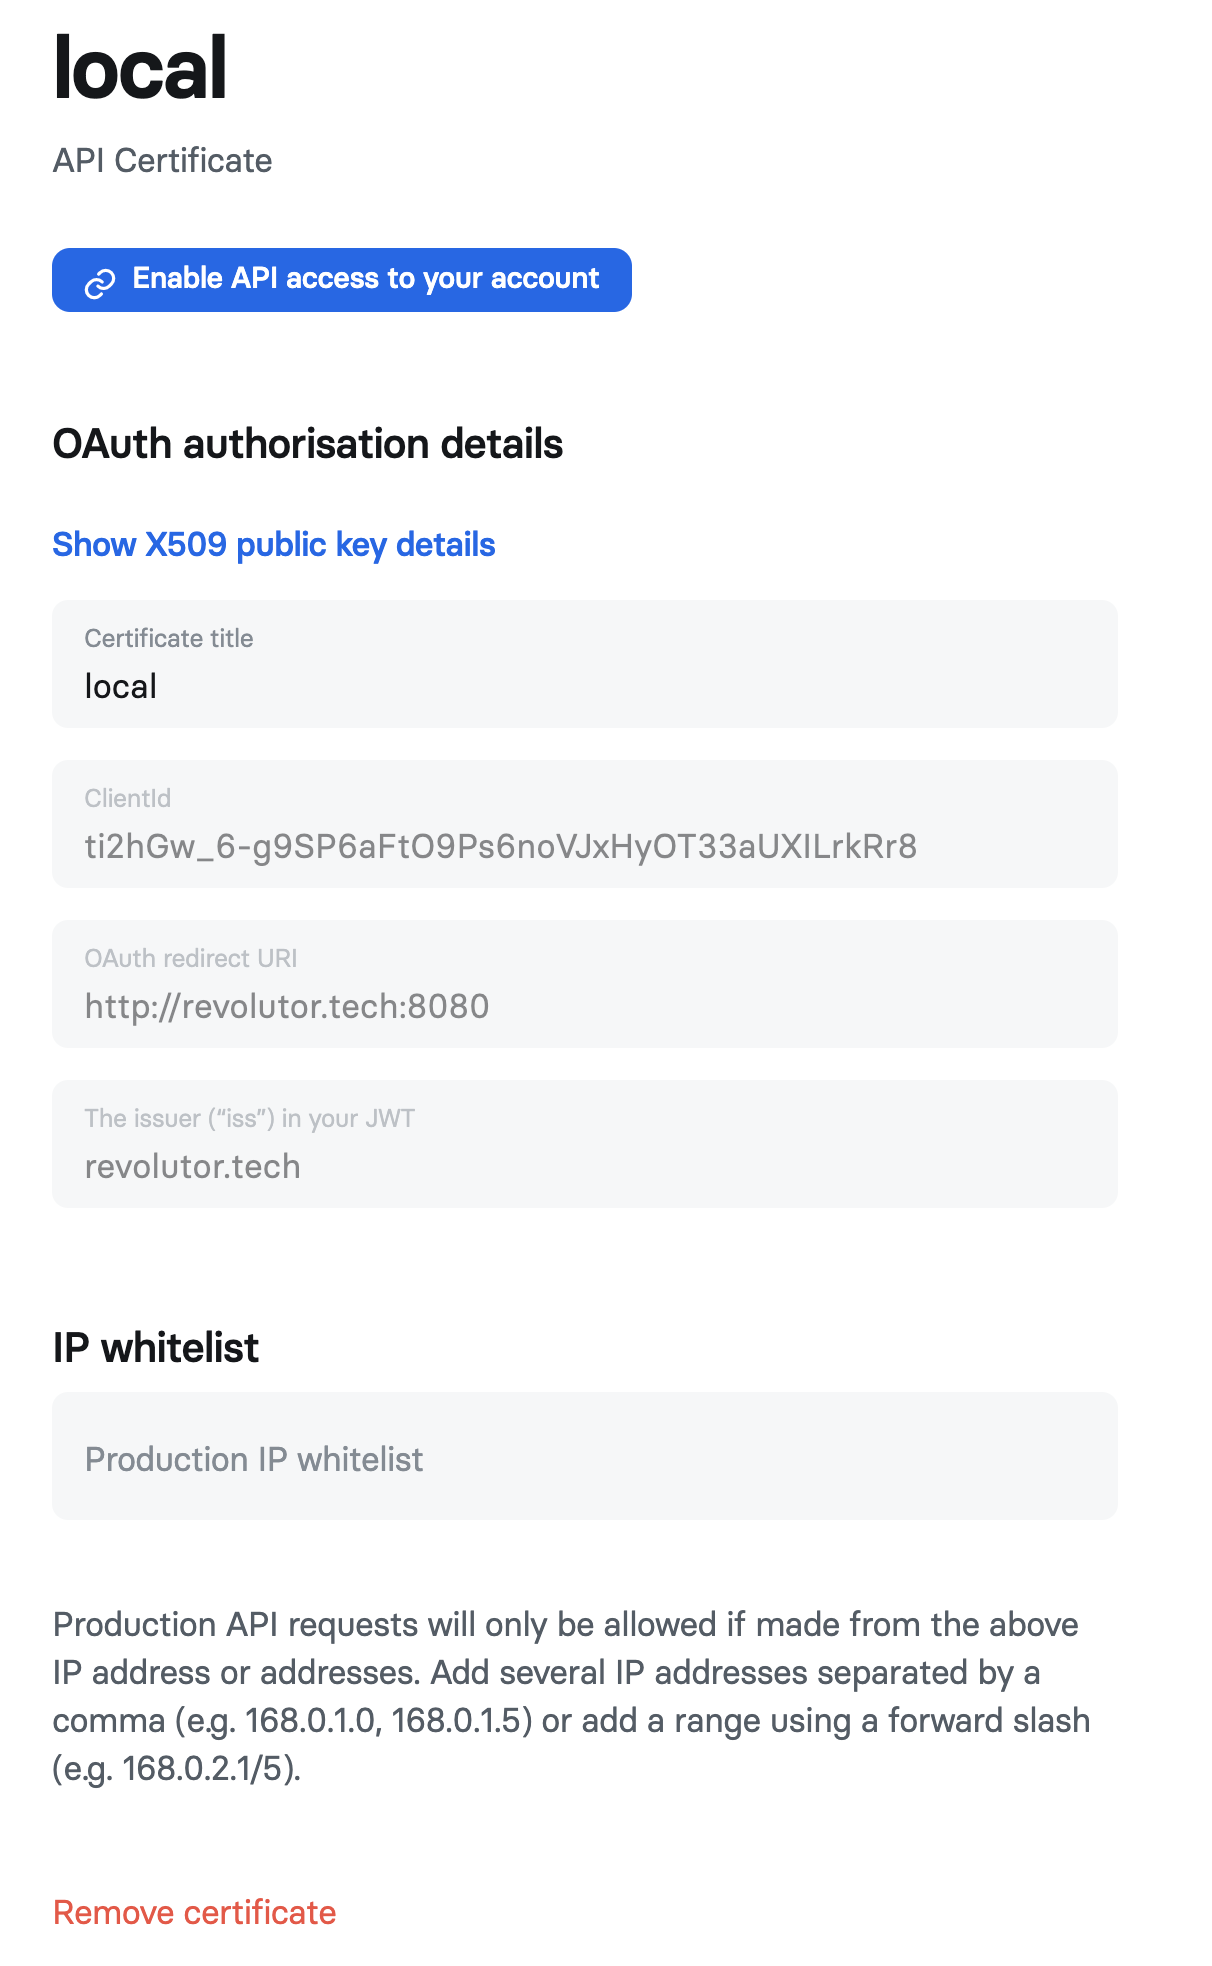 local
API Certificate
Enable API access to your account
OAuth authorisation details
Show X509 public key details
Certificate title
local
ClientId
ti2hGw_6-g9SP6aFtO9Ps6noVJxHyOT33aUXILrkRr8
OAuth redirect URI
http://revolutor.tech:8080
The issuer (“iss”) in your JWT
revolutor.tech
IP whitelist
Production IP whitelist
Production API requests will only be allowed if made from the above
IP address or addresses. Add several IP addresses separated by a
comma (e.g. 168.0.1.0, 168.0.1.5) or add a range using a forward slash
(e.g. 168.0.2.1/5).
Remove certificate